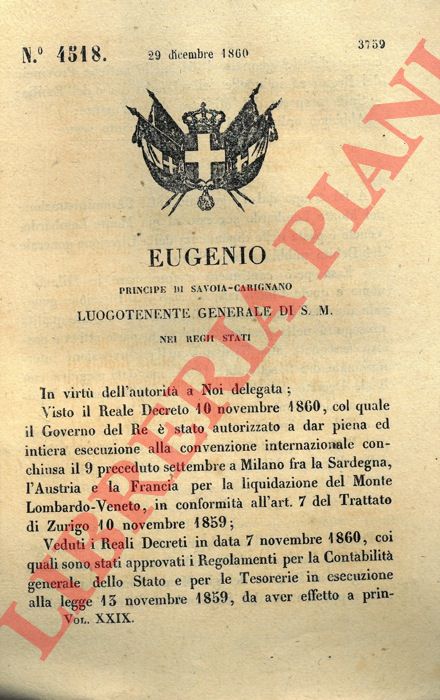 N.° 4518.
29 dicembre 1860
3759
EUGENIO
PRINCIPE DI SAVOIA-CARIGNANO
LUOGOTENENTE GENERALE DI S. M.
NEI REGII STATI
In virtù dell'autorità a Noi delegata ;
Visto il Reale Decreto 10 novembre 1860, col quale
il Governo del Re è stato autorizzato a dar piena ed
intiera esecuzione alla convenzione internazionale con-
chiusa il 9 preceduto settembre a Milano fra la Sardegna,
l'Austria e la Francia per la liquidazione del Monte
Lombardo-Veneto, in conformità all'art. 7 del Trattato
di Zurigo 10 novembre 1859 ;
Veduti i Reali Decreti in data 7 novembre 1860, coi
quali sono stati approvati i Regolamenti per la Contabilità
generale dello Stato e per le Tesorerie in esecuzione
alla legge 13 novembre 1859, da aver effetto a prin-
VOL. XXIX.
LIBRERIA PIANI